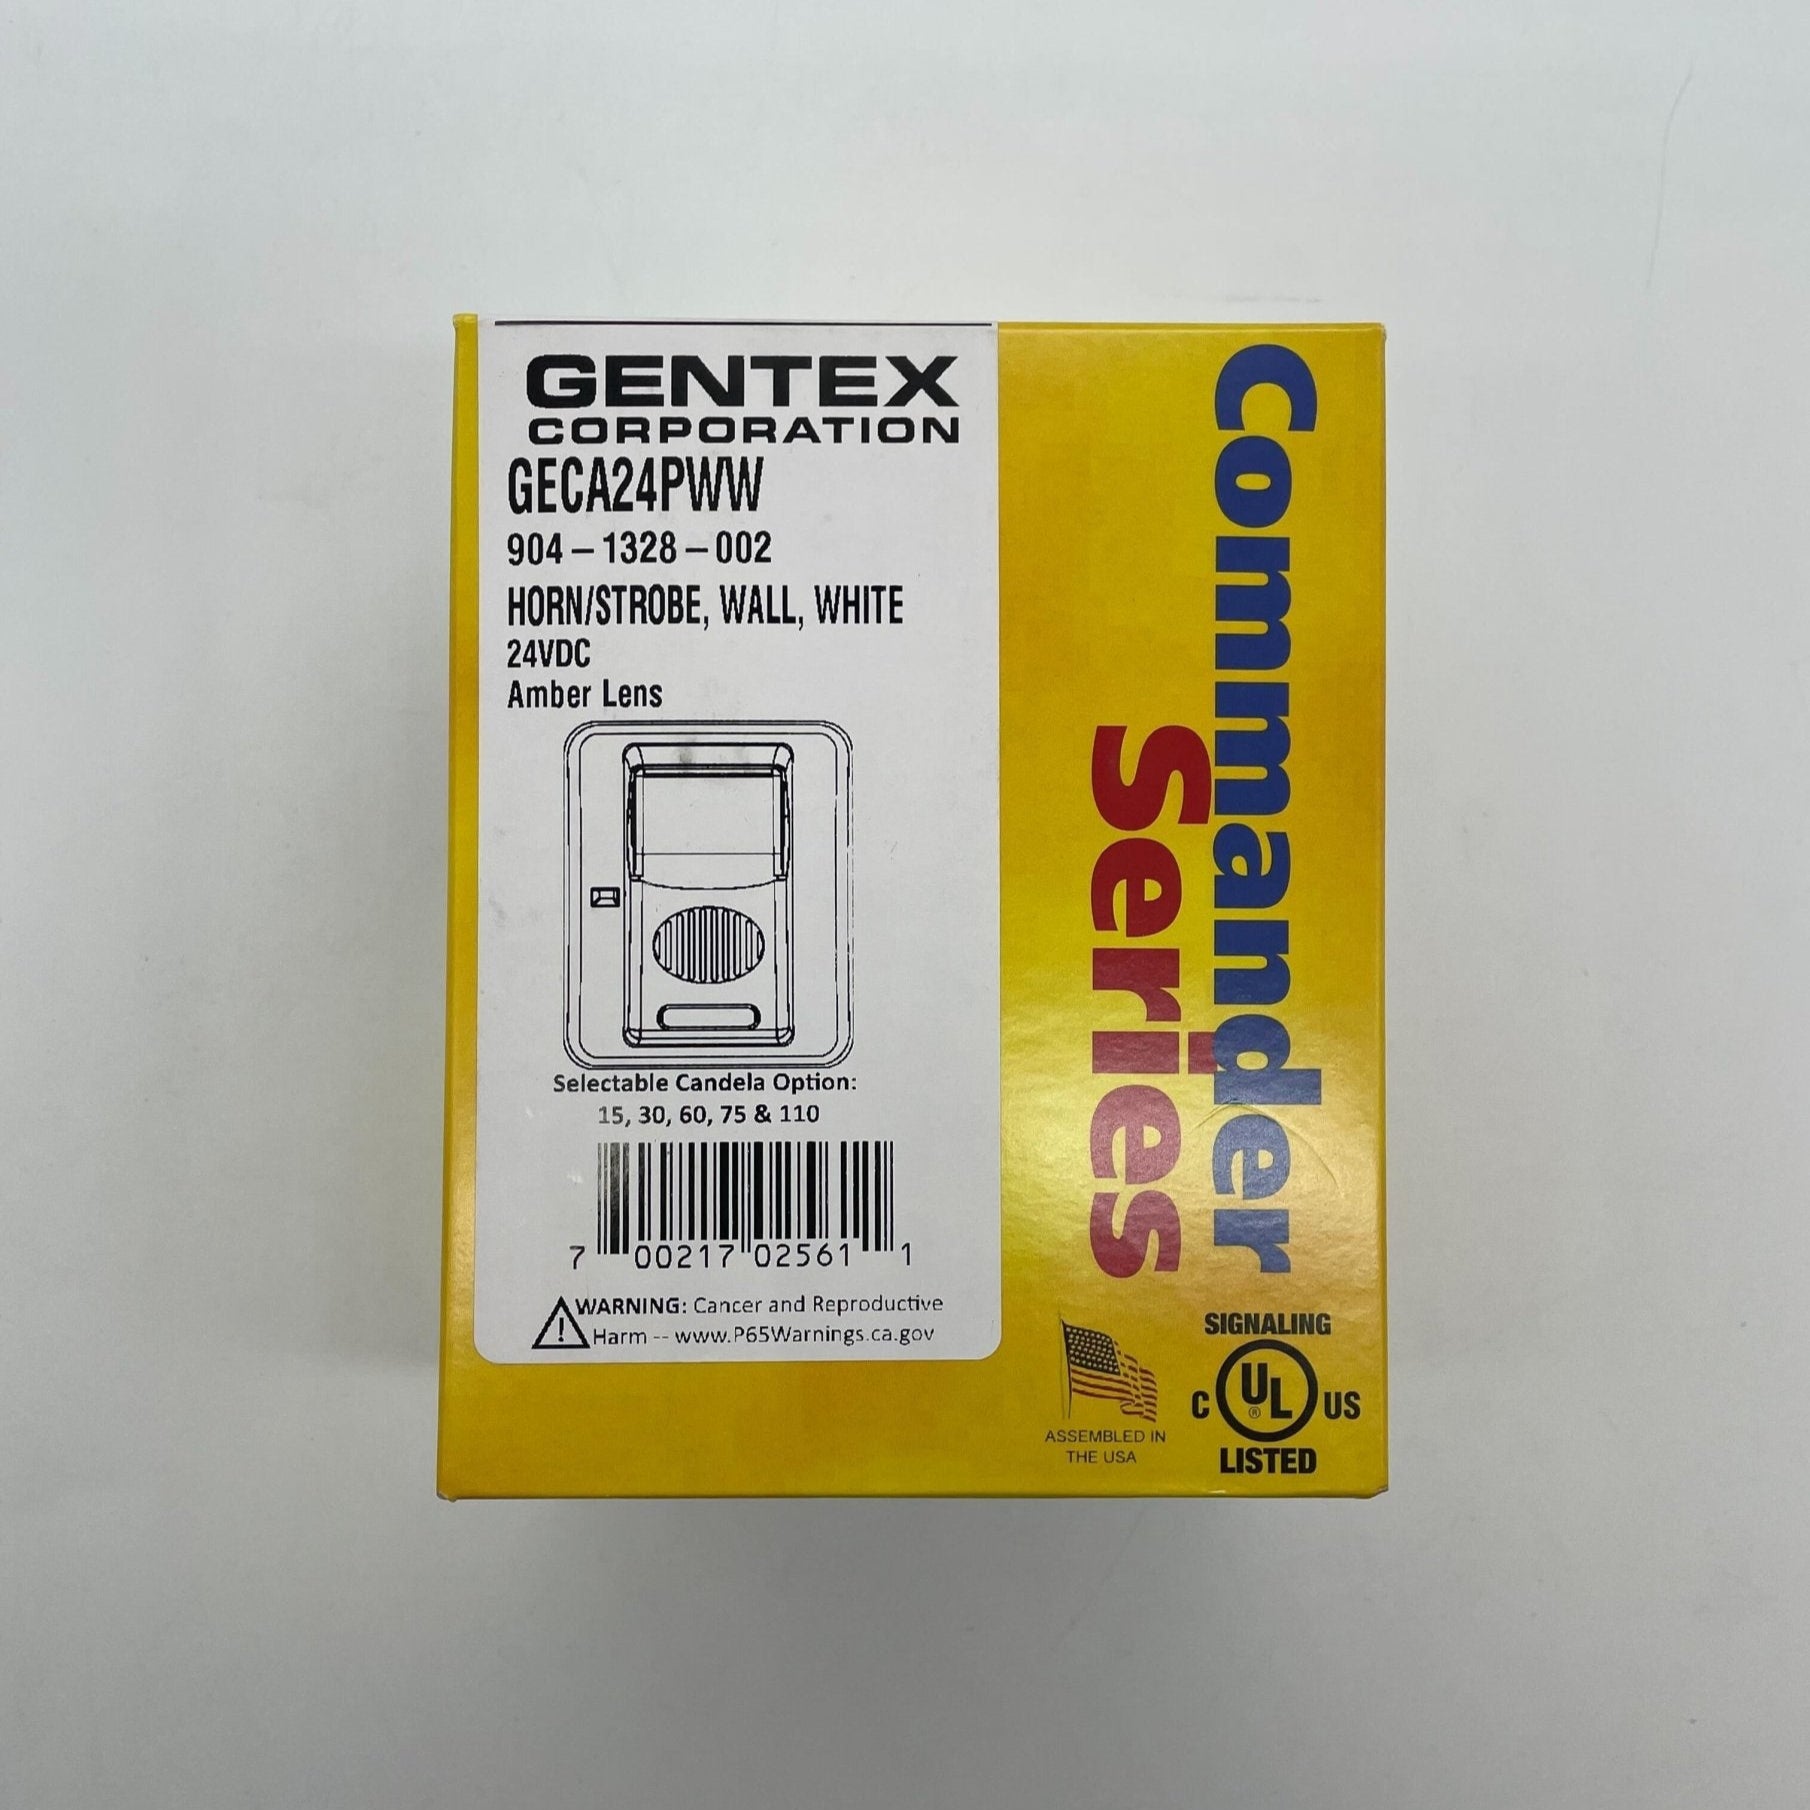 GENTEX
CORPORATION
GECA24PWW
904-1328-002
HORN/STROBE, WALL, WHITE
24VDC
Amber Lens
Selectable Candela Option:
15, 30, 60, 75 & 110
7 00217 02561 1
WARNING: Cancer and Reproductive
Harm -- www.P65Warnings.ca.gov
Commander
Series
ASSEMBLED IN
THE USA
SIGNALING
C UL® US
LISTED